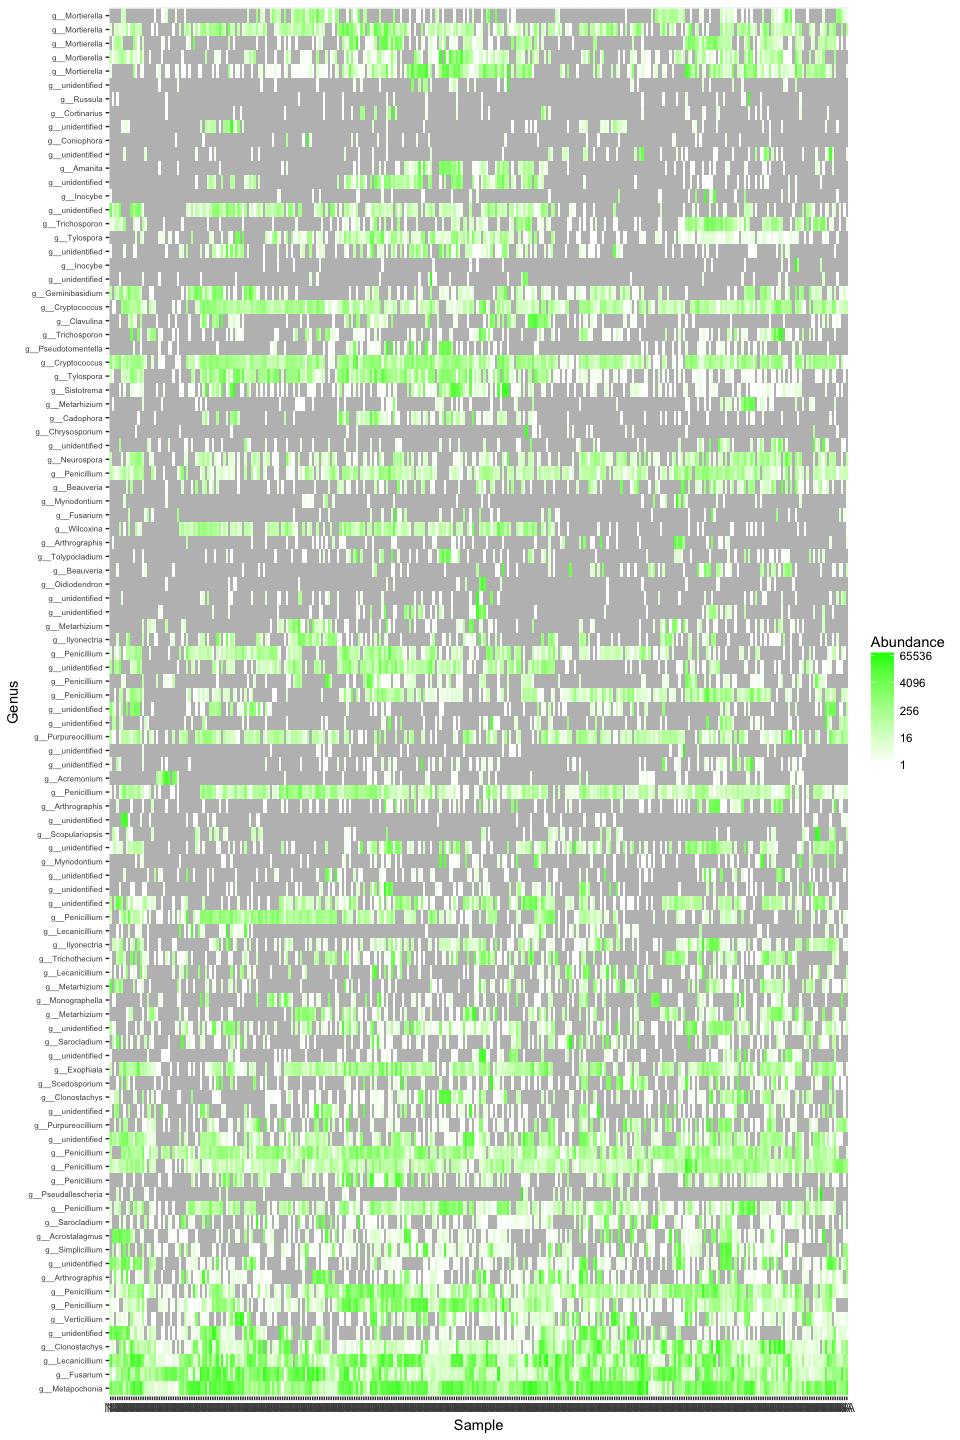 g__Mortierella
g__Mortierella
g__Mortierella
g__Mortierella
g__Mortierella
g__unidentified
g__Russula
g__Cortinarius
g__unidentified
g__Coniophora
g__unidentified
g__Amanita
g__unidentified
g__Inocybe
g__unidentified
g__Trichosporon
g__Tylospora
g__unidentified
g__Inocybe
g__unidentified
g__Geminibasidium
g__Cryptococcus
g__Clavulina
g__Trichosporon
g__Pseudotomentella
g__Cryptococcus
g__Tylospora
g__Sistotrema
g__Metarhizium
g__Cadophora
g__Chrysosporium
g__unidentified
g__Neurospora
g__Penicillium
g__Beauveria
g__Myriodontium
g__Fusarium
g__Wilcoxina
g__Arthrographis
g__Tolypocladium
g__Beauveria
g__Oidiodendron
g__unidentified
g__unidentified
g__Metarhizium
g__Ilyonectria
g__Penicillium
g__unidentified
g__Penicillium
g__Penicillium
g__unidentified
g__unidentified
g__Purpureocillium
g__unidentified
g__unidentified
g__Acremonium
g__Penicillium
g__Arthrographis
g__unidentified
g__Scopulariopsis
g__unidentified
g__Myriodontium
g__unidentified
g__unidentified
g__unidentified
g__Penicillium
g__Lecanicillium
g__Ilyonectria
g__Trichothecium
g__Lecanicillium
g__Metarhizium
g__Monographella
g__Metarhizium
g__unidentified
g__Sarocladium
g__unidentified
g__Exophiala
g__Scedosporium
g__Clonostachys
g__unidentified
g__Purpureocillium
g__unidentified
g__Penicillium
g__Penicillium
g__Penicillium
g__Pseudallescheria
g__Penicillium
g__Sarocladium
g__Acrostalagmus
g__Simplicillium
g__unidentified
g__Arthrographis
g__Penicillium
g__Penicillium
g__Verticillium
g__unidentified
g__Clonostachys
g__Lecanicillium
g__Fusarium
g__Metapochonia
Genus
Sample
Abundance
65536
4096
256
16
1